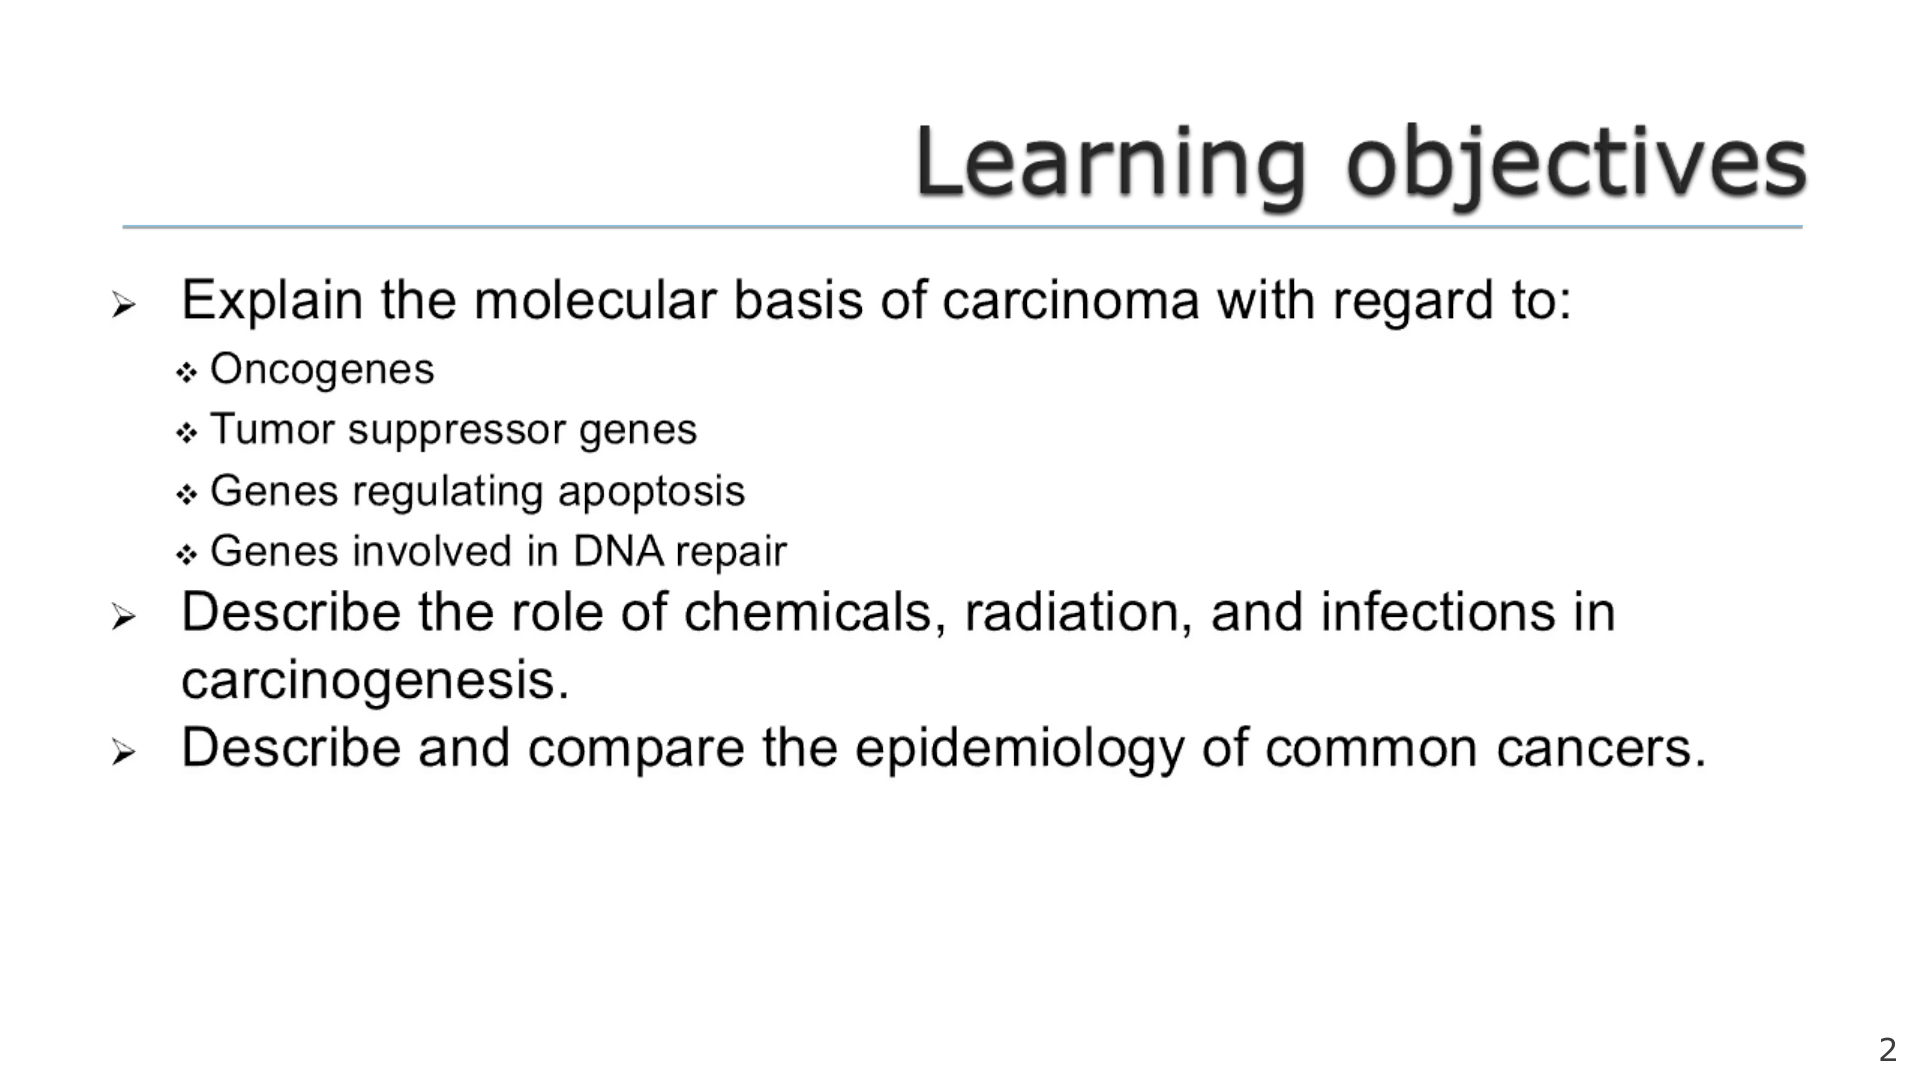 Learning objectives
➢ Explain the molecular basis of carcinoma with regard to:
❖ Oncogenes
❖ Tumor suppressor genes
❖ Genes regulating apoptosis
❖ Genes involved in DNA repair
➢ Describe the role of chemicals, radiation, and infections in
carcinogenesis.
➢ Describe and compare the epidemiology of common cancers.
2